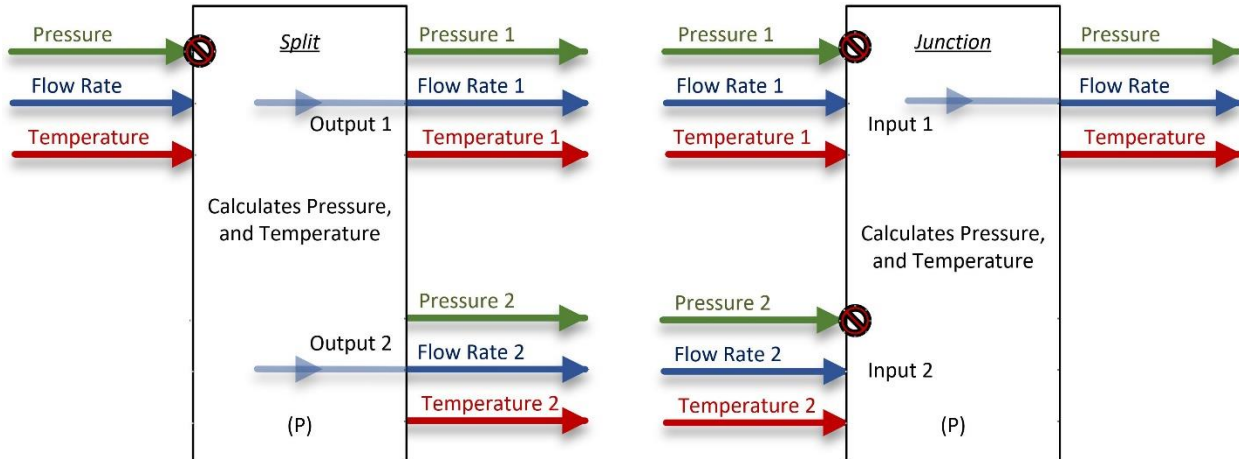 Pressure
Flow Rate
Temperature
Split
Output 1
Calculates Pressure,
and Temperature
Output 2
(P)
Pressure 1
Flow Rate 1
Temperature 1
Pressure 2
Flow Rate 2
Temperature 2
Pressure 1
Flow Rate 1
Temperature 1
Pressure 2
Flow Rate 2
Temperature 2
Junction
Input 1
Calculates Pressure,
and Temperature
Input 2
(P)
Pressure
Flow Rate
Temperature